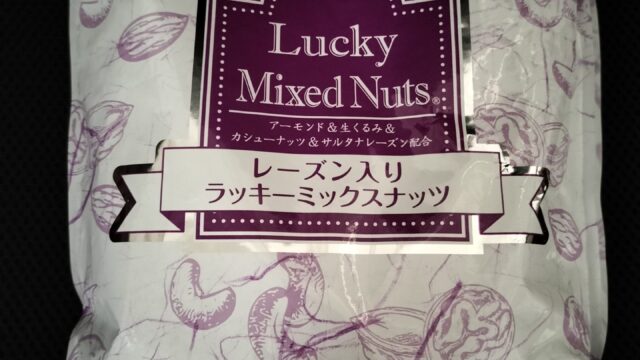 Lucky
Mixed Nuts®
アーモンド＆生くるみ＆
カシューナッツ＆サルタナレーズン配合
レーズン入り
ラッキーミックスナッツ